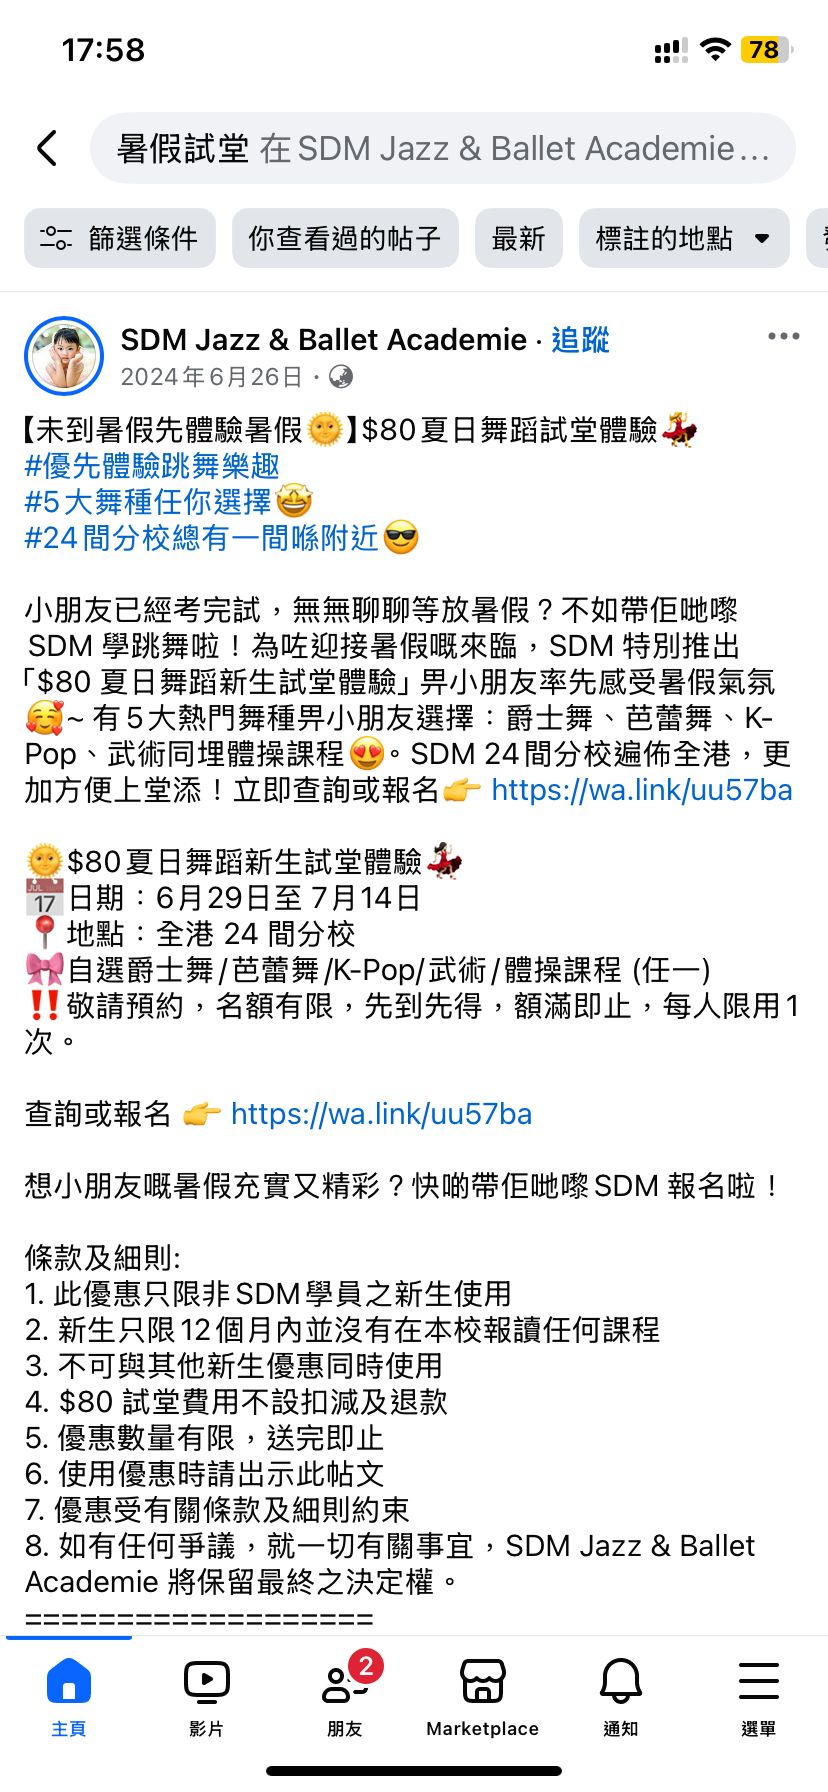 17:58
78
暑假試堂 在SDM Jazz & Ballet Academie...
篩選條件
你查看過的帖子
最新
標註的地點
SDM Jazz & Ballet Academie · 追蹤
2024年6月26日 ·
【未到暑假先體驗暑假🌞】$80夏日舞蹈試堂體驗💃
#優先體驗跳舞樂趣
#5大舞種任你選擇🤩
#24間分校總有一間喺附近😎
小朋友已經考完試，無無聊聊等放暑假？不如帶佢哋嚟
SDM 學跳舞啦！為咗迎接暑假嘅來臨，SDM 特別推出
「$80 夏日舞蹈新生試堂體驗」畀小朋友率先感受暑假氣氛
🥰~ 有5大熱門舞種畀小朋友選擇：爵士舞、芭蕾舞、K-
Pop、武術同埋體操課程😍。SDM 24間分校遍佈全港，更
加方便上堂添！立即查詢或報名👉 https://wa.link/uu57ba
🌞$80夏日舞蹈新生試堂體驗💃
📅日期：6月29日至 7月14日
📍地點：全港 24 間分校
🎀自選爵士舞/芭蕾舞/K-Pop/武術/體操課程 (任一)
‼️敬請預約，名額有限，先到先得，額滿即止，每人限用1
次。
查詢或報名 👉 https://wa.link/uu57ba
想小朋友嘅暑假充實又精彩？快啲帶佢哋嚟SDM 報名啦！
條款及細則:
1. 此優惠只限非SDM學員之新生使用
2. 新生只限12個月內並沒有在本校報讀任何課程
3. 不可與其他新生優惠同時使用
4. $80 試堂費用不設扣減及退款
5. 優惠數量有限，送完即止
6. 使用優惠時請出示此帖文
7. 優惠受有關條款及細則約束
8. 如有任何爭議，就一切有關事宜，SDM Jazz & Ballet
Academie 將保留最終之決定權。
===================
2
主頁
影片
朋友
Marketplace
通知
選單